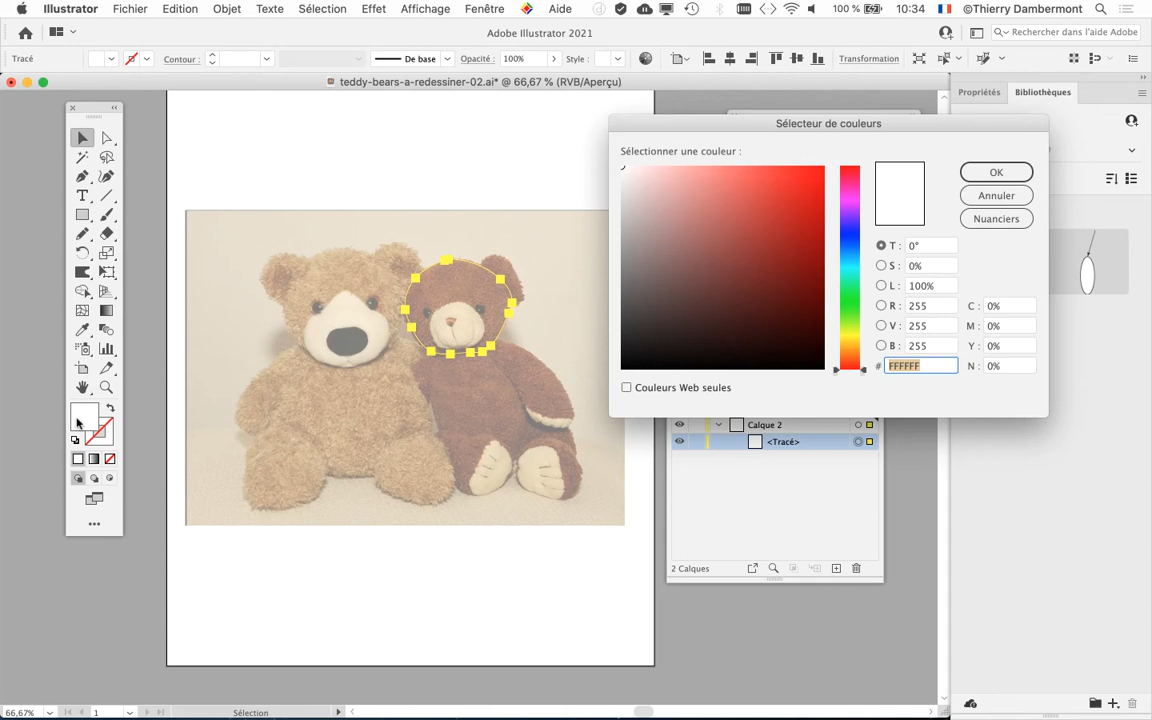 Illustrator Fichier Edition Objet Texte Sélection Effet Affichage Fenêtre Aide 100 % 10:34 ©Thierry Dambermont
Adobe Illustrator 2021 Rechercher dans l'aide Adobe
Tracé Contour : De base Opacité : 100% Style : Transformation
teddy-bears-a-redessiner-02.ai* @ 66,67 % (RVB/Aperçu)
Propriétés Bibliothèques
Sélecteur de couleurs
Sélectionner une couleur :
OK
Annuler
Nuanciers
T : 0°
S : 0%
L : 100%
R : 255 C : 0%
V : 255 M : 0%
B : 255 Y : 0%
# FFFFFF N : 0%
Couleurs Web seules
Calque 2
<Tracé>
2 Calques
66,67% 1 Sélection